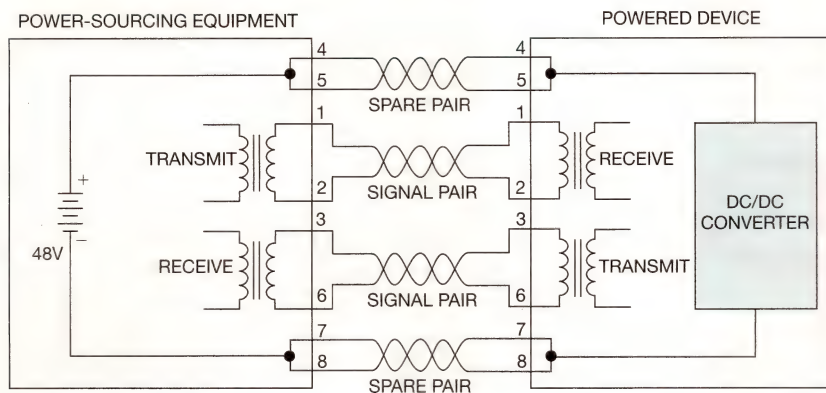 POWER-SOURCING EQUIPMENT
POWERED DEVICE
4
4
5
5
SPARE PAIR
1
1
TRANSMIT
RECEIVE
2
2
SIGNAL PAIR
DC/DC
CONVERTER
+
–
48V
3
3
RECEIVE
TRANSMIT
6
6
SIGNAL PAIR
7
7
8
8
SPARE PAIR